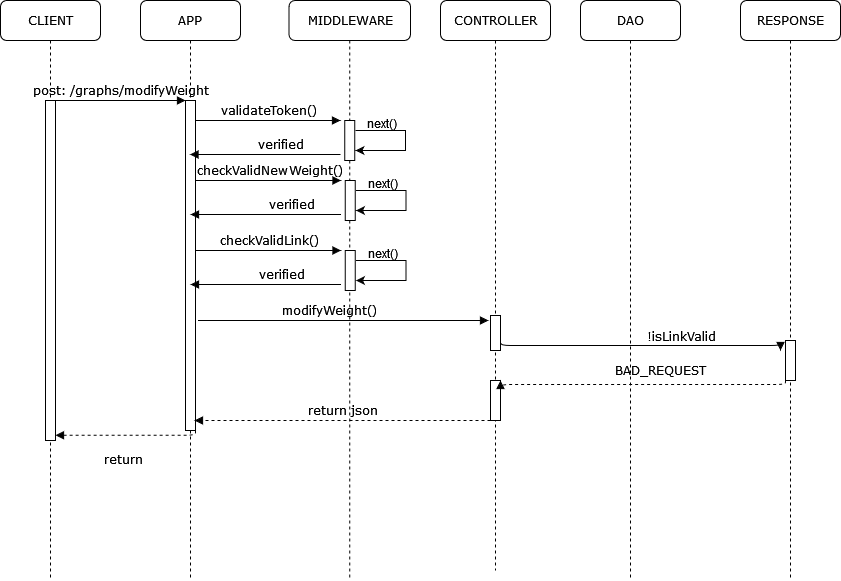 CLIENT
APP
MIDDLEWARE
CONTROLLER
DAO
RESPONSE
post: /graphs/modifyWeight
validateToken()
next()
verified
checkValidNewWeight()
next()
verified
checkValidLink()
next()
verified
modifyWeight()
!isLinkValid
BAD_REQUEST
return json
return